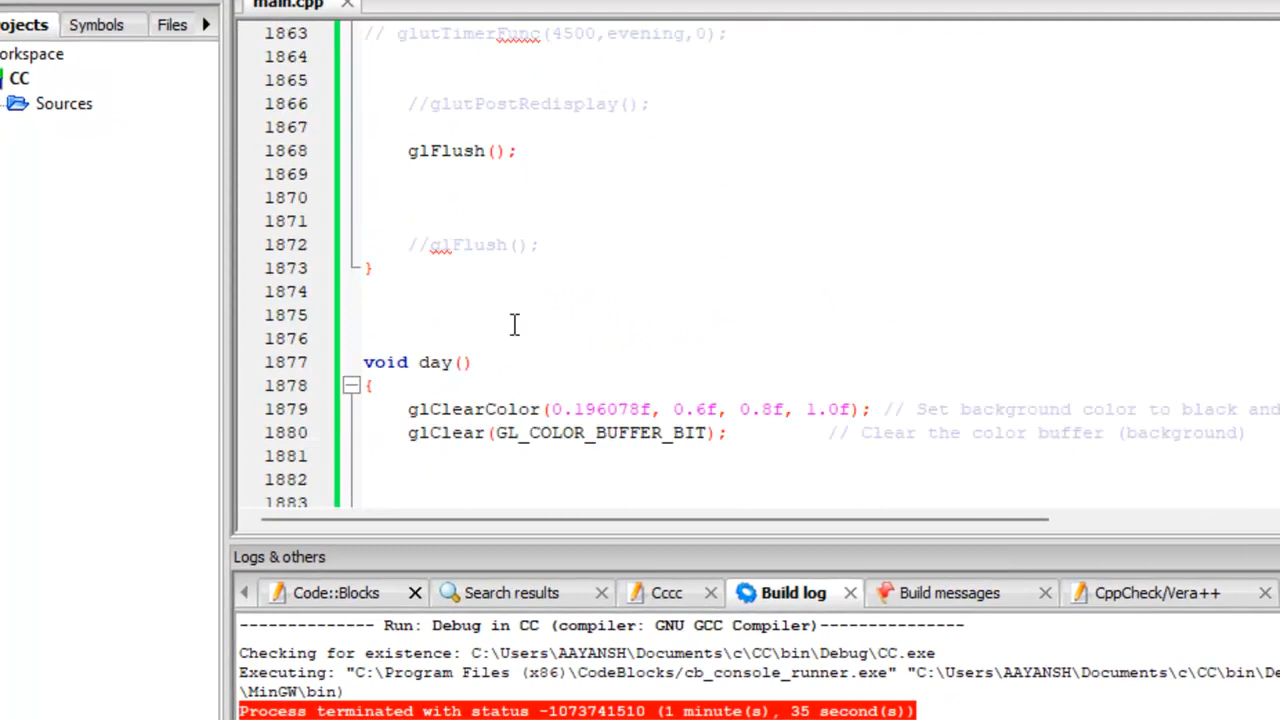 main.cpp
ojects Symbols Files
orkspace
CC
Sources
1863 // glutTimerFunc(4500,evening,0);
1864
1865
1866 //glutPostRedisplay();
1867
1868 glFlush();
1869
1870
1871
1872 //glFlush();
1873 }
1874
1875
1876
1877 void day()
1878 {
1879 glClearColor(0.196078f, 0.6f, 0.8f, 1.0f); // Set background color to black and
1880 glClear(GL_COLOR_BUFFER_BIT); // Clear the color buffer (background)
1881
1882
1883
Logs & others
Code::Blocks Search results Cccc Build log Build messages CppCheck/Vera++
-------------- Run: Debug in CC (compiler: GNU GCC Compiler)---------------
Checking for existence: C:\Users\AAYANSH\Documents\c\CC\bin\Debug\CC.exe
Executing: "C:\Program Files (x86)\CodeBlocks/cb_console_runner.exe" "C:\Users\AAYANSH\Documents\c\CC\bin\De
\MinGW\bin)
Process terminated with status -1073741510 (1 minute(s), 35 second(s))